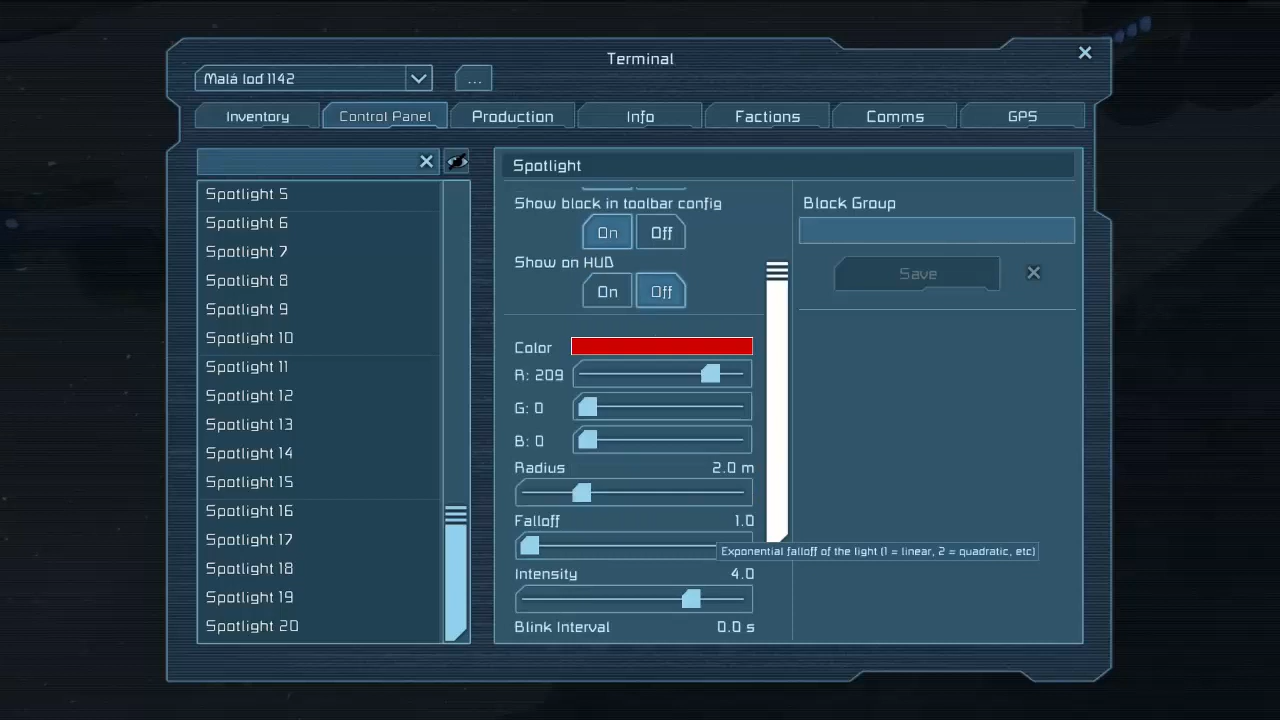 Terminal
Malá loď 1142
...
Inventory
Control Panel
Production
Info
Factions
Comms
GPS
Spotlight 5
Spotlight 6
Spotlight 7
Spotlight 8
Spotlight 9
Spotlight 10
Spotlight 11
Spotlight 12
Spotlight 13
Spotlight 14
Spotlight 15
Spotlight 16
Spotlight 17
Spotlight 18
Spotlight 19
Spotlight 20
Spotlight
Show block in toolbar config
On Off
Show on HUD
On Off
Color
R: 209
G: 0
B: 0
Radius 2.0 m
Falloff 1.0
Exponential falloff of the light (1 = linear, 2 = quadratic, etc)
Intensity 4.0
Blink Interval 0.0 s
Block Group
Save